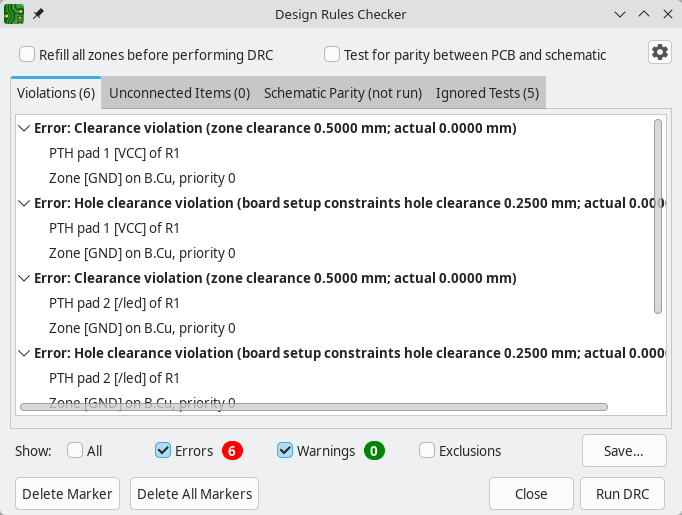 Design Rules Checker
Refill all zones before performing DRC
Test for parity between PCB and schematic
Violations (6)
Unconnected Items (0)
Schematic Parity (not run)
Ignored Tests (5)
Error: Clearance violation (zone clearance 0.5000 mm; actual 0.0000 mm)
PTH pad 1 [VCC] of R1
Zone [GND] on B.Cu, priority 0
Error: Hole clearance violation (board setup constraints hole clearance 0.2500 mm; actual 0.000
PTH pad 1 [VCC] of R1
Zone [GND] on B.Cu, priority 0
Error: Clearance violation (zone clearance 0.5000 mm; actual 0.0000 mm)
PTH pad 2 [/led] of R1
Zone [GND] on B.Cu, priority 0
Error: Hole clearance violation (board setup constraints hole clearance 0.2500 mm; actual 0.000
PTH pad 2 [/led] of R1
Zone [GND] on B.Cu, priority 0
Show:
All
Errors
6
Warnings
0
Exclusions
Save...
Delete Marker
Delete All Markers
Close
Run DRC